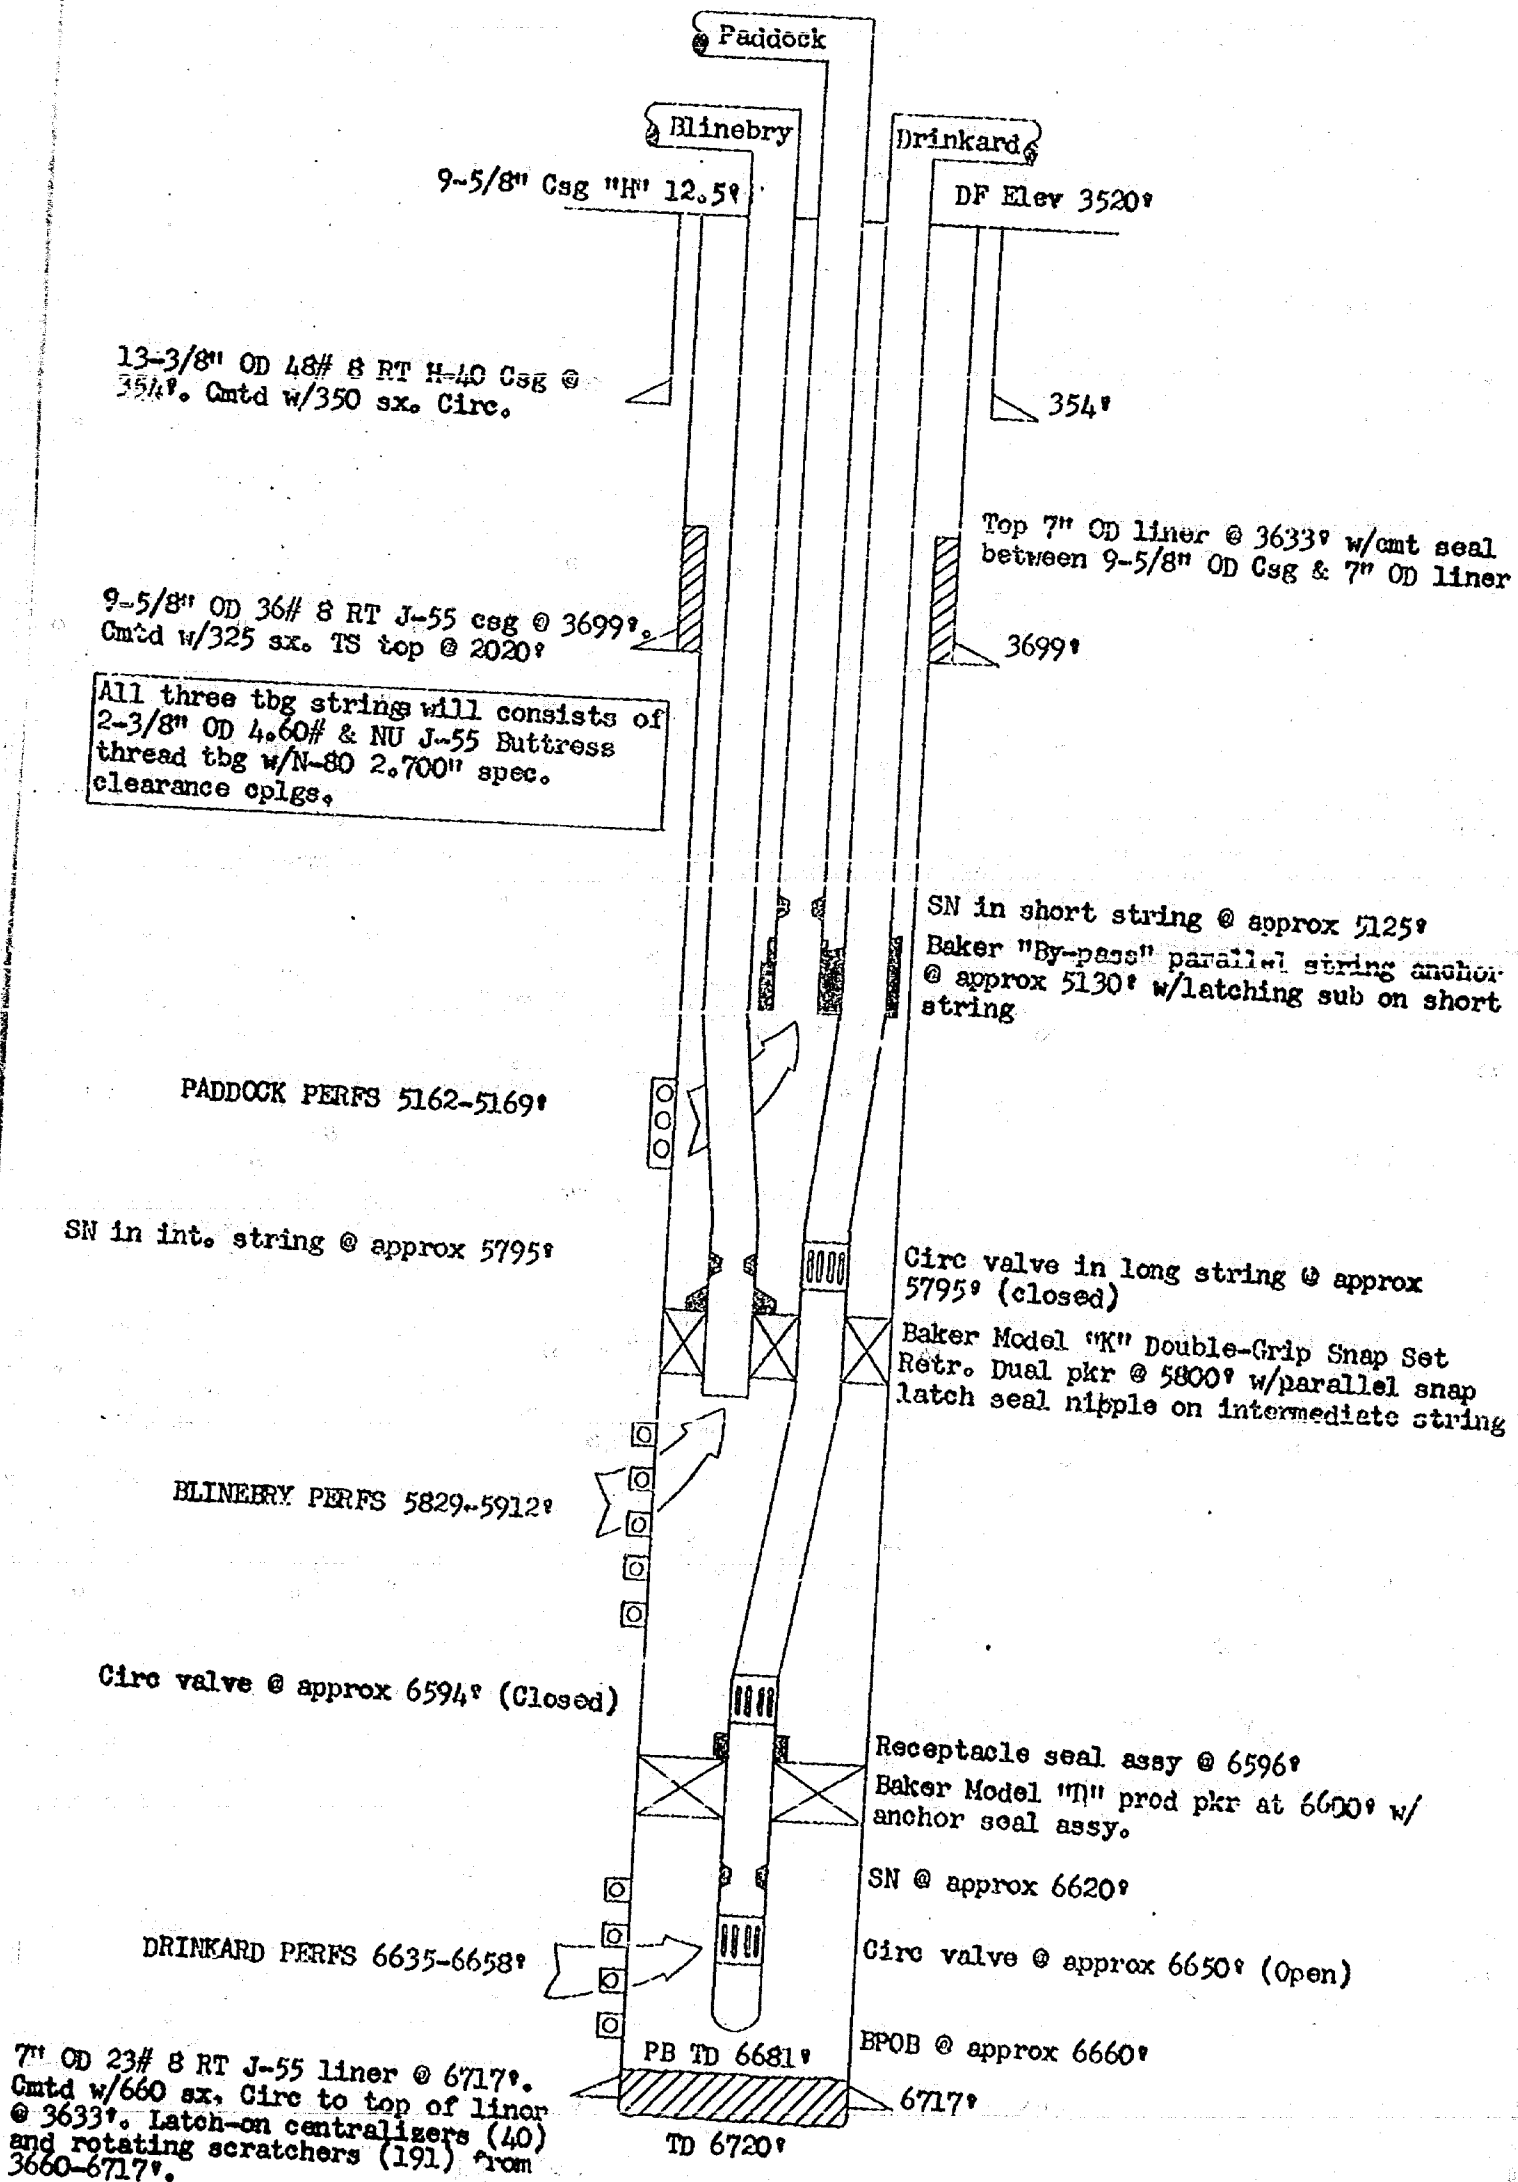 Paddock
Blinebry
Drinkard
9-5/8" Csg "H" 12.5'
DF Elev 3520'
13-3/8" OD 48# 8 RT H-40 Csg @
354'. Cmtd w/350 sx. Circ.
354'
Top 7" OD liner @ 3633' w/cmt seal
between 9-5/8" OD Csg & 7" OD liner
9-5/8" OD 36# 8 RT J-55 csg @ 3699'.
Cmtd w/325 sx. TS top @ 2020'
3699'
All three tbg strings will consists of
2-3/8" OD 4.60# & NU J-55 Buttress
thread tbg w/N-80 2.700" spec.
clearance cplgs.
SN in short string @ approx 5125'
Baker "By-pass" parallel string anchor
@ approx 5130' w/latching sub on short
string
PADDOCK PERFS 5162-5169'
SN in int. string @ approx 5795'
Circ valve in long string @ approx
5795' (closed)
Baker Model "K" Double-Grip Snap Set
Retr. Dual pkr @ 5800' w/parallel snap
latch seal nipple on intermediate string
BLINEBRY PERFS 5829-5912'
Circ valve @ approx 6594' (Closed)
Receptacle seal assy @ 6596'
Baker Model "D" prod pkr at 6600' w/
anchor seal assy.
SN @ approx 6620'
DRINKARD PERFS 6635-6658'
Circ valve @ approx 6650' (Open)
PB TD 6681'
BPOB @ approx 6660'
7" OD 23# 8 RT J-55 liner @ 6717'.
Cmtd w/660 sx. Circ to top of liner
@ 3633'. Latch-on centralizers (40)
and rotating scratchers (191) from
3660-6717'.
6717'
TD 6720'